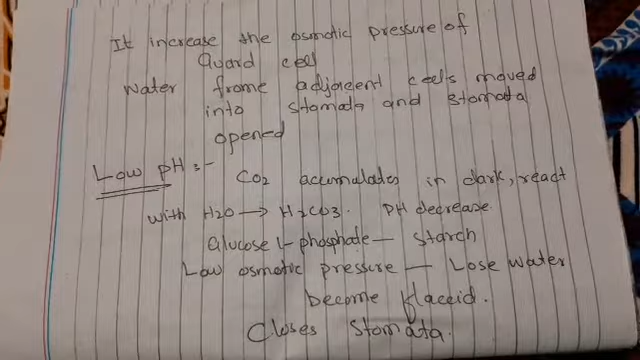 It increase the osmotic pressure of
Guard cell
water frome adjacent cells moved
into stomata and stomata
opened
Low pH :-
CO2 accumulates in dark, react
with H2O → H2CO3. PH decrease
Glucose 1-phosphate — starch
Low osmotic pressure — Lose water
become flaccid.
Closes stomata.